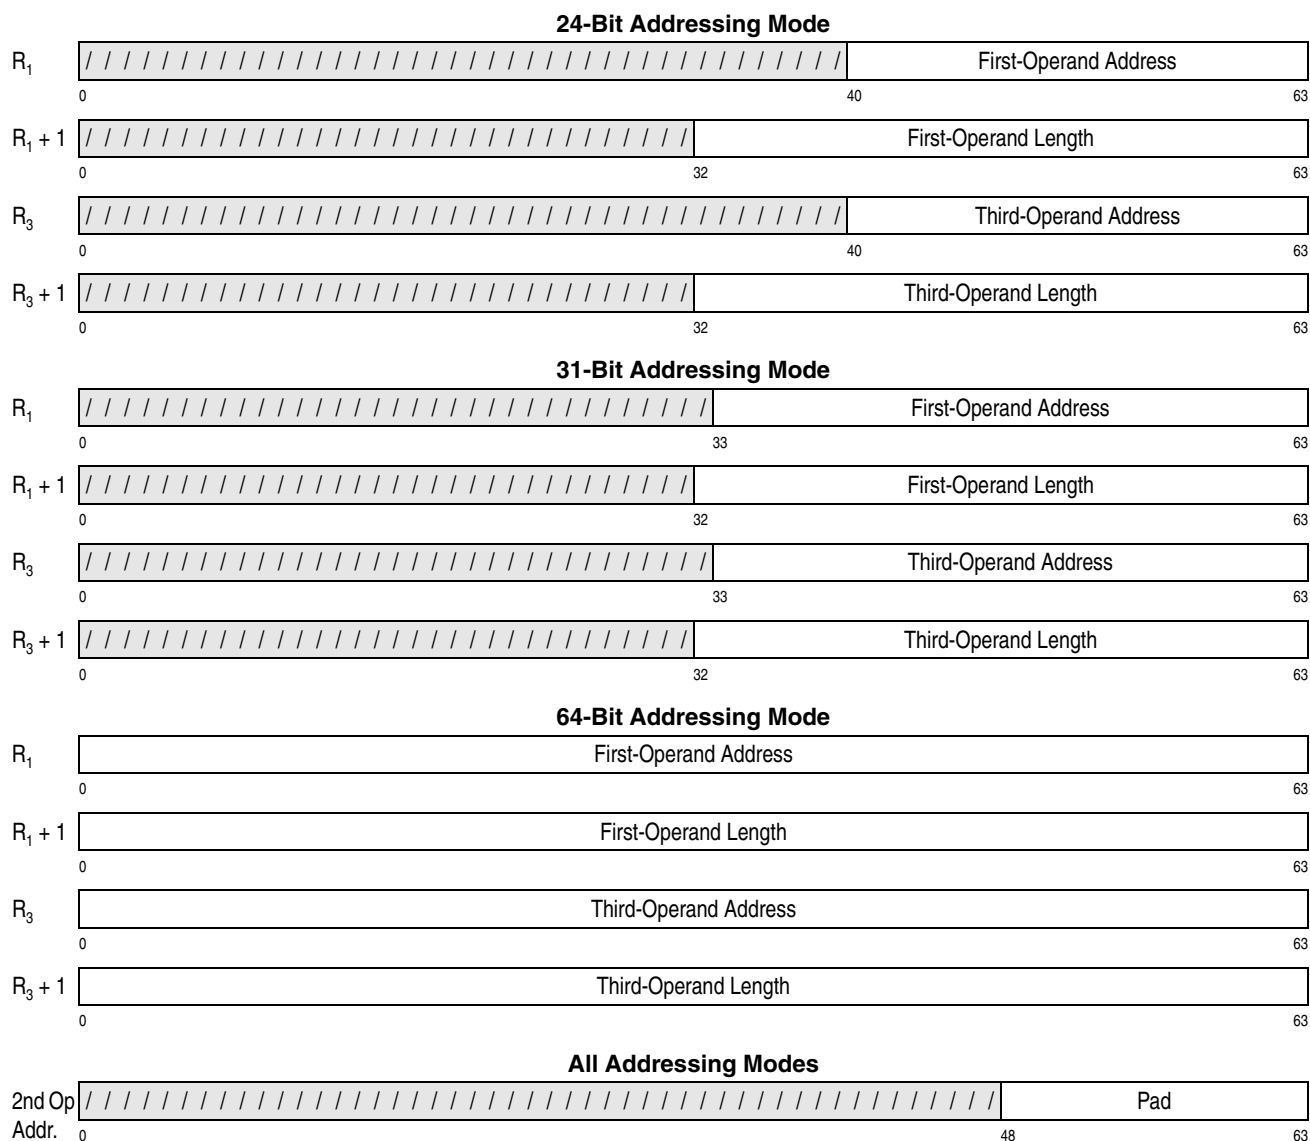 24-Bit Addressing Mode
R₁ / / / / / / / / / / / / / / / / / / / / / / / / / / / / / / / / / / / / / / / / First-Operand Address
0 40 63
R₁ + 1 / / / / / / / / / / / / / / / / / / / / / / / / / / / / / / / / First-Operand Length
0 32 63
R₃ / / / / / / / / / / / / / / / / / / / / / / / / / / / / / / / / / / / / / / / / Third-Operand Address
0 40 63
R₃ + 1 / / / / / / / / / / / / / / / / / / / / / / / / / / / / / / / / Third-Operand Length
0 32 63
31-Bit Addressing Mode
R₁ / / / / / / / / / / / / / / / / / / / / / / / / / / / / / / / / / First-Operand Address
0 33 63
R₁ + 1 / / / / / / / / / / / / / / / / / / / / / / / / / / / / / / / / First-Operand Length
0 32 63
R₃ / / / / / / / / / / / / / / / / / / / / / / / / / / / / / / / / / Third-Operand Address
0 33 63
R₃ + 1 / / / / / / / / / / / / / / / / / / / / / / / / / / / / / / / / Third-Operand Length
0 32 63
64-Bit Addressing Mode
R₁ First-Operand Address
0 63
R₁ + 1 First-Operand Length
0 63
R₃ Third-Operand Address
0 63
R₃ + 1 Third-Operand Length
0 63
All Addressing Modes
2nd Op / / / / / / / / / / / / / / / / / / / / / / / / / / / / / / / / / / / / / / / / / / / / / / / / Pad
Addr. 0 48 63